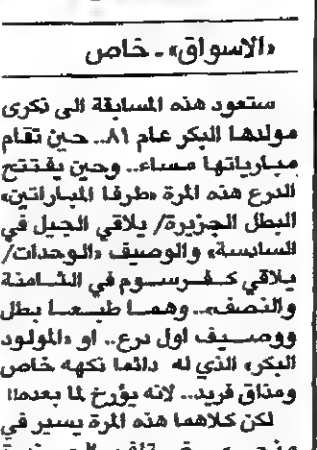 «الاسواق» ـ خاص
ستعود هذه المسابقة الى ذكرى
مولدها البكر عام ٨١.. حين تقام
مبارياتها مساء.. وحين يفتتح
الدرع هذه المرة «طرفا المباراتين»
البطل الجزيرة/ يلاقي الجيل في
السادسة» والوصيف «الوحدات/
يلاقي كفرسوم في الثامنة
والنصف».. وهما طبعا بطل
ووصيف اول درع.. او «المولود
البكر» الذي له دائما نكهه خاص
ومذاق فريد.. لانه يؤرخ لما بعده!!
لكن كلاهما هذه المرة يسير في